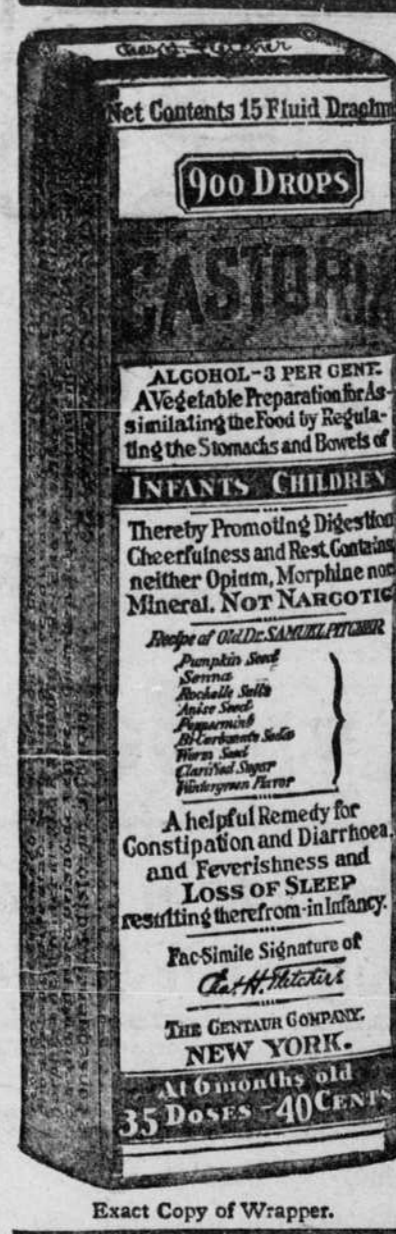 Chas. H. Fletcher
Net Contents 15 Fluid Drachm
900 DROPS
CASTORIA
ALCOHOL-3 PER CENT.
A Vegetable Preparation for As-
similating the Food by Regula-
ting the Stomachs and Bowels of
INFANTS CHILDREN
Thereby Promoting Digestion
Cheerfulness and Rest. Contains
neither Opium, Morphine nor
Mineral. NOT NARCOTIC
Recipe of Old Dr. SAMUEL PITCHER
Pumpkin Seed
Senna
Rochelle Salts
Anise Seed
Peppermint
Bi-Carbonate Soda
Worm Seed
Clarified Sugar
Wintergreen Flavor
A helpful Remedy for
Constipation and Diarrhoea.
and Feverishness and
LOSS OF SLEEP
resulting therefrom-in Infancy.
Fac-Simile Signature of
Chas. H. Fletcher.
THE CENTAUR COMPANY.
NEW YORK.
At 6 months old
35 DOSES - 40 CENTS
Exact Copy of Wrapper.